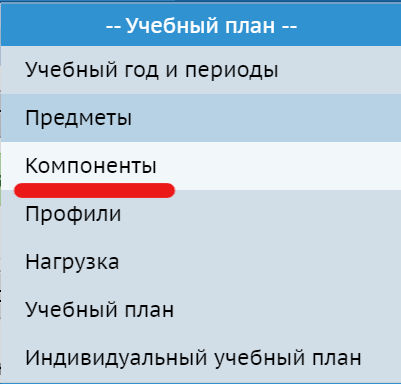 -- Учебный план --
Учебный год и периоды
Предметы
Компоненты
Профили
Нагрузка
Учебный план
Индивидуальный учебный план